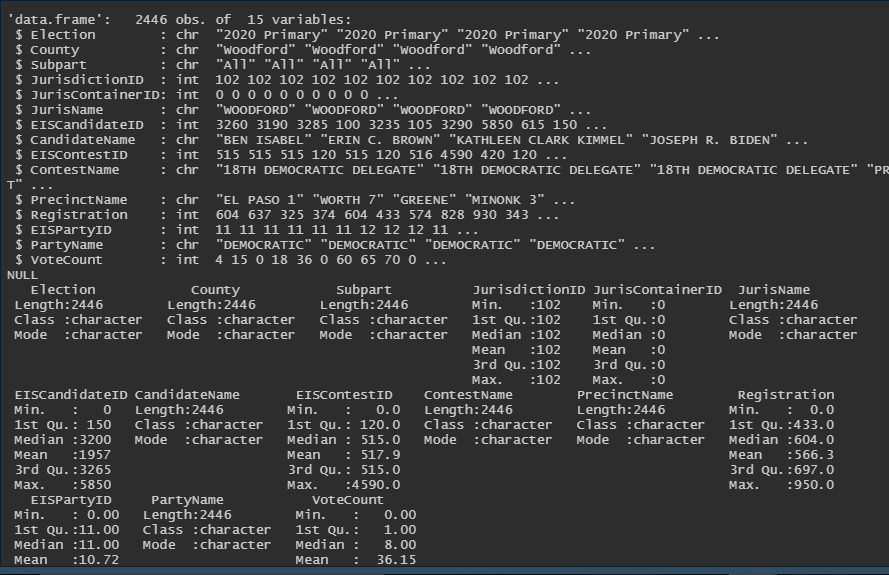 'data.frame':   2446 obs. of  15 variables:
 $ Election        : chr  "2020 Primary" "2020 Primary" "2020 Primary" "2020 Primary" ...
 $ County          : chr  "Woodford" "Woodford" "Woodford" "Woodford" ...
 $ Subpart         : chr  "All" "All" "All" "All" ...
 $ JurisdictionID  : int  102 102 102 102 102 102 102 102 102 102 ...
 $ JurisContainerID: int  0 0 0 0 0 0 0 0 0 0 ...
 $ JurisName       : chr  "WOODFORD" "WOODFORD" "WOODFORD" "WOODFORD" ...
 $ EISCandidateID  : int  3260 3190 3285 100 3235 105 3290 5850 615 150 ...
 $ CandidateName   : chr  "BEN ISABEL" "ERIN C. BROWN" "KATHLEEN CLARK KIMMEL" "JOSEPH R. BIDEN" ...
 $ EISContestID    : int  515 515 515 120 515 120 516 4590 420 120 ...
 $ ContestName     : chr  "18TH DEMOCRATIC DELEGATE" "18TH DEMOCRATIC DELEGATE" "18TH DEMOCRATIC DELEGATE" "PR
T" ...
 $ PrecinctName    : chr  "EL PASO 1" "WORTH 7" "GREENE" "MINONK 3" ...
 $ Registration    : int  604 637 325 374 604 433 574 828 930 343 ...
 $ EISPartyID      : int  11 11 11 11 11 11 12 12 12 11 ...
 $ PartyName       : chr  "DEMOCRATIC" "DEMOCRATIC" "DEMOCRATIC" "DEMOCRATIC" ...
 $ VoteCount       : int  4 15 0 18 36 0 60 65 70 0 ...
NULL
   Election            County            Subpart          JurisdictionID JurisContainerID  JurisName
 Length:2446        Length:2446        Length:2446        Min.   :102    Min.   :0        Length:2446
 Class :character   Class :character   Class :character   1st Qu.:102    1st Qu.:0        Class :character
 Mode  :character   Mode  :character   Mode  :character   Median :102    Median :0        Mode  :character
                                                          Mean   :102    Mean   :0
                                                          3rd Qu.:102    3rd Qu.:0
                                                          Max.   :102    Max.   :0
 EISCandidateID CandidateName       EISContestID    ContestName        PrecinctName        Registration
 Min.   :   0   Length:2446        Min.   :   0.0   Length:2446        Length:2446        Min.   :  0.0
 1st Qu.: 150   Class :character   1st Qu.: 120.0   Class :character   Class :character   1st Qu.:433.0
 Median :3200   Mode  :character   Median : 515.0   Mode  :character   Mode  :character   Median :604.0
 Mean   :1957                      Mean   : 517.9                                         Mean   :566.3
 3rd Qu.:3265                      3rd Qu.: 515.0                                         3rd Qu.:697.0
 Max.   :5850                      Max.   :4590.0                                         Max.   :950.0
   EISPartyID     PartyName           VoteCount
 Min.   : 0.00   Length:2446        Min.   :   0.00
 1st Qu.:11.00   Class :character   1st Qu.:   1.00
 Median :11.00   Mode  :character   Median :   8.00
 Mean   :10.72                      Mean   :  36.15